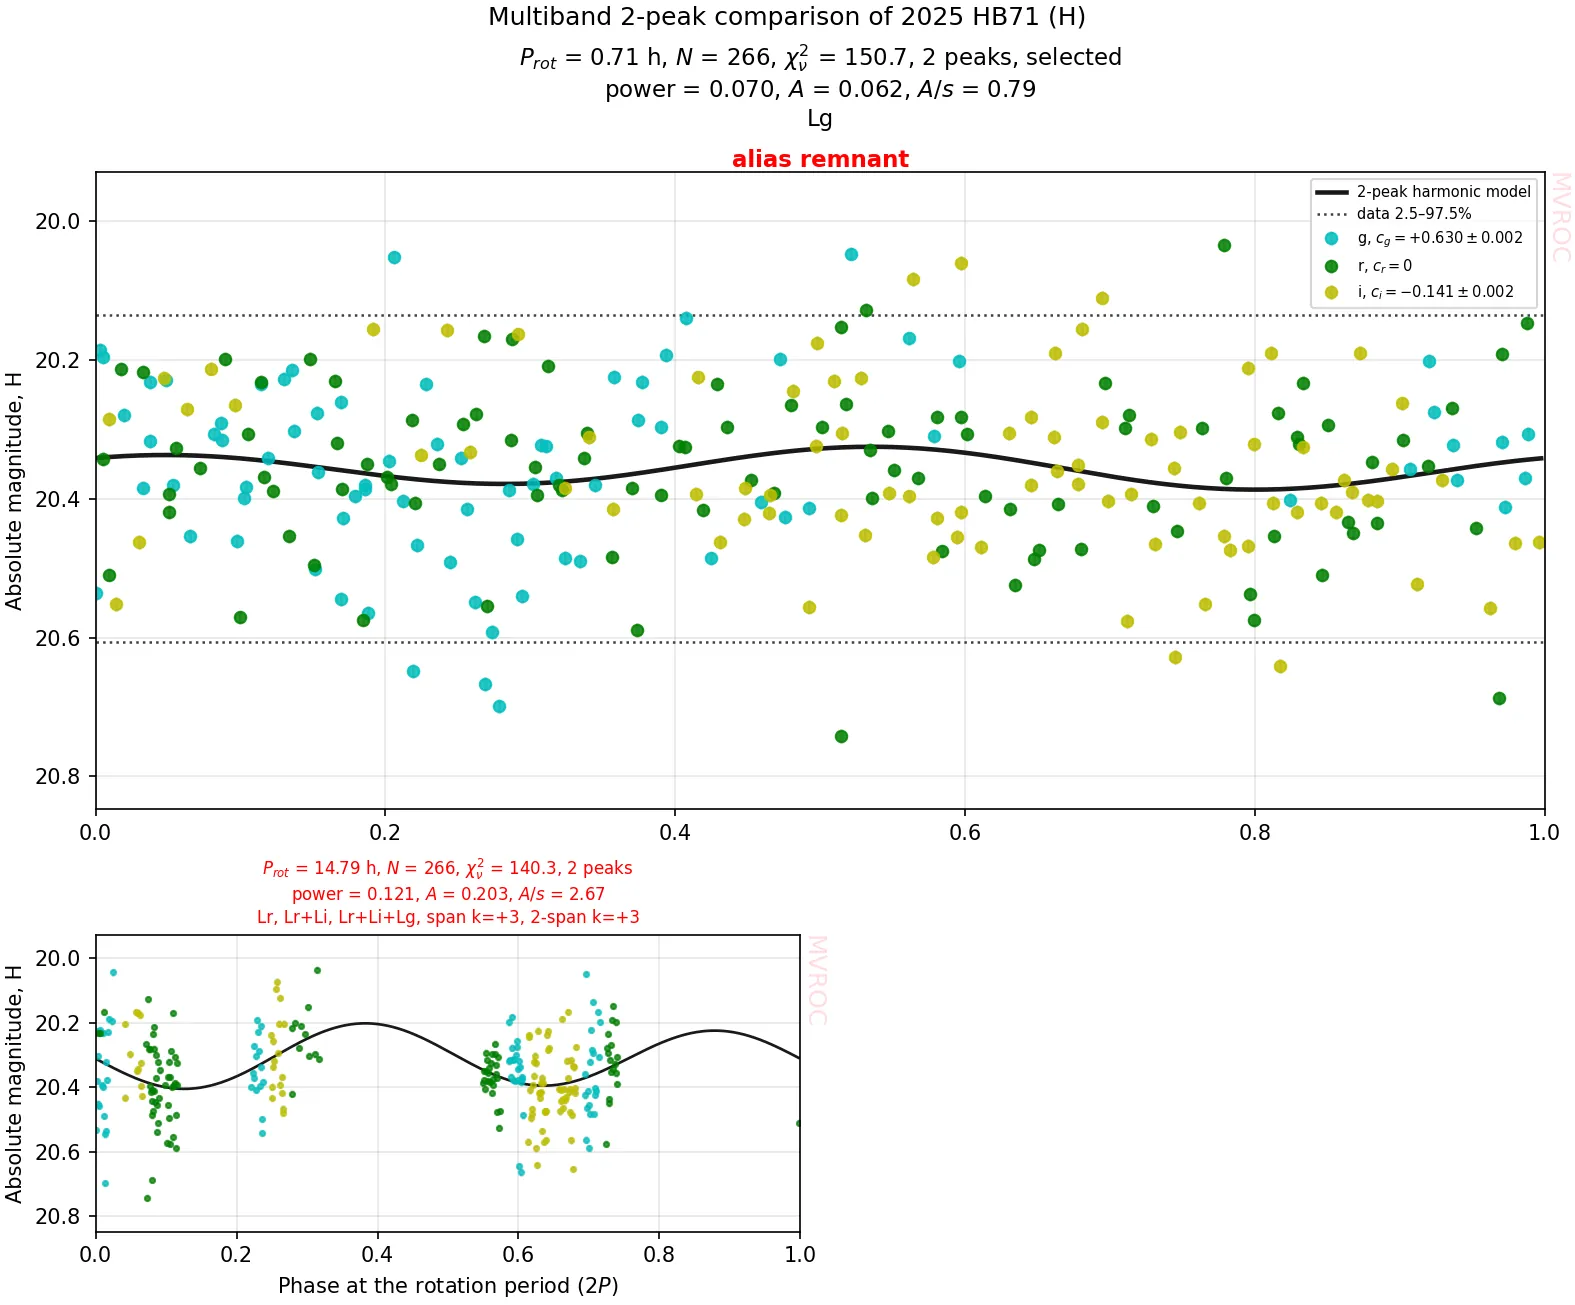 Multiband 2-peak comparison of 2025 HB71 (H)
P_rot = 0.71 h, N = 266, χ²_ν = 150.7, 2 peaks, selected
power = 0.070, A = 0.062, A/s = 0.79
Lg
alias remnant
2-peak harmonic model
data 2.5–97.5%
g, c_g = +0.630 ± 0.002
r, c_r = 0
i, c_i = −0.141 ± 0.002
MVROC
Absolute magnitude, H
20.0
20.2
20.4
20.6
20.8
0.0 0.2 0.4 0.6 0.8 1.0
P_rot = 14.79 h, N = 266, χ²_ν = 140.3, 2 peaks
power = 0.121, A = 0.203, A/s = 2.67
Lr, Lr+Li, Lr+Li+Lg, span k=+3, 2-span k=+3
MVROC
Absolute magnitude, H
20.0
20.2
20.4
20.6
20.8
0.0 0.2 0.4 0.6 0.8 1.0
Phase at the rotation period (2P)